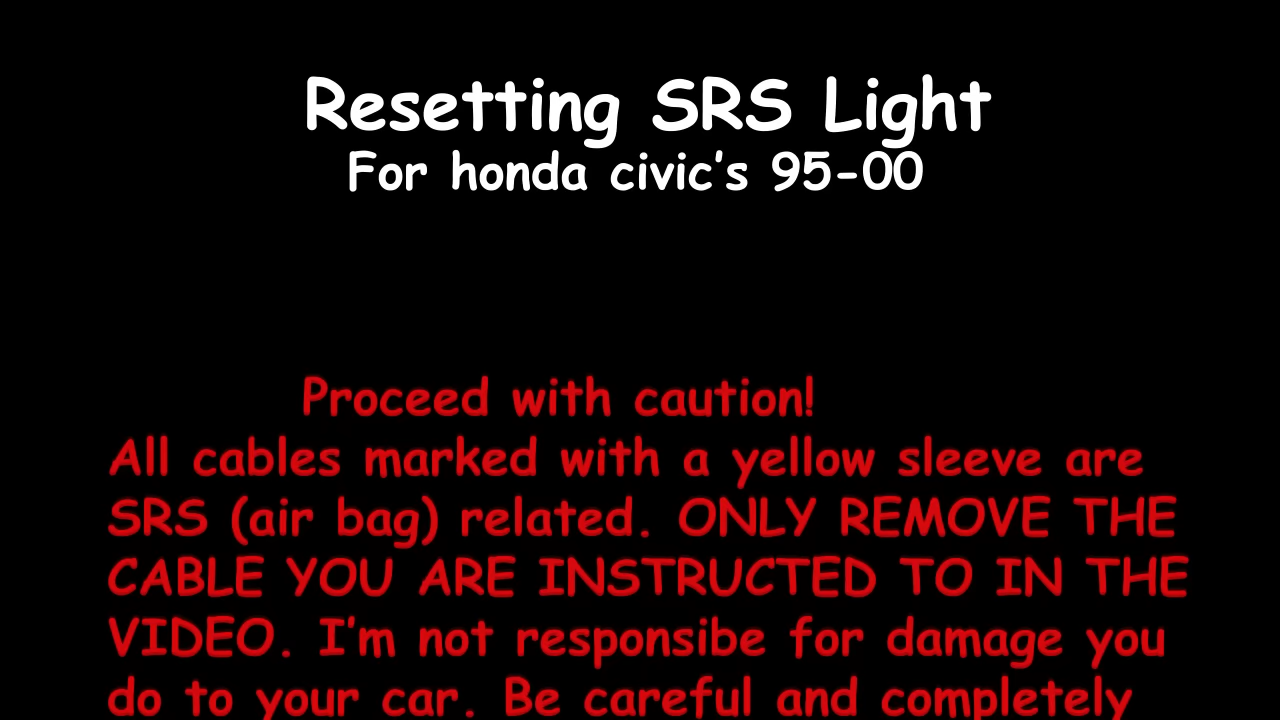 Resetting SRS Light
For honda civic's 95-00
Proceed with caution!
All cables marked with a yellow sleeve are
SRS (air bag) related. ONLY REMOVE THE
CABLE YOU ARE INSTRUCTED TO IN THE
VIDEO. I'm not responsibe for damage you
do to your car. Be careful and completely